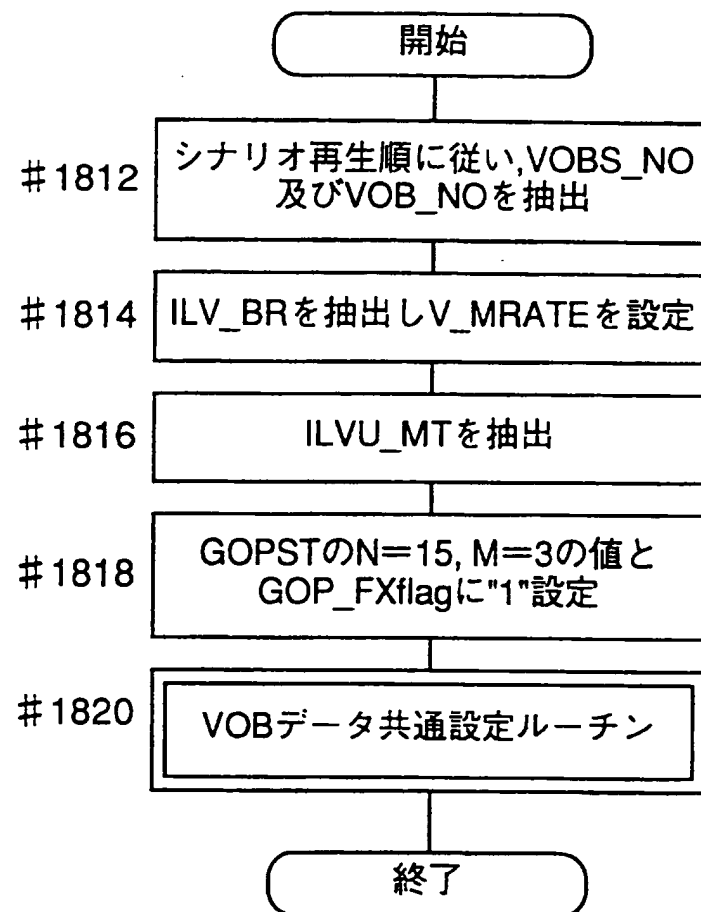 開始
#1812
シナリオ再生順に従い,VOBS_NO
及びVOB_NOを抽出
#1814
ILV_BRを抽出しV_MRATEを設定
#1816
ILVU_MTを抽出
#1818
GOPSTのN=15, M=3の値と
GOP_FXflagに"1"設定
#1820
VOBデータ共通設定ルーチン
終了